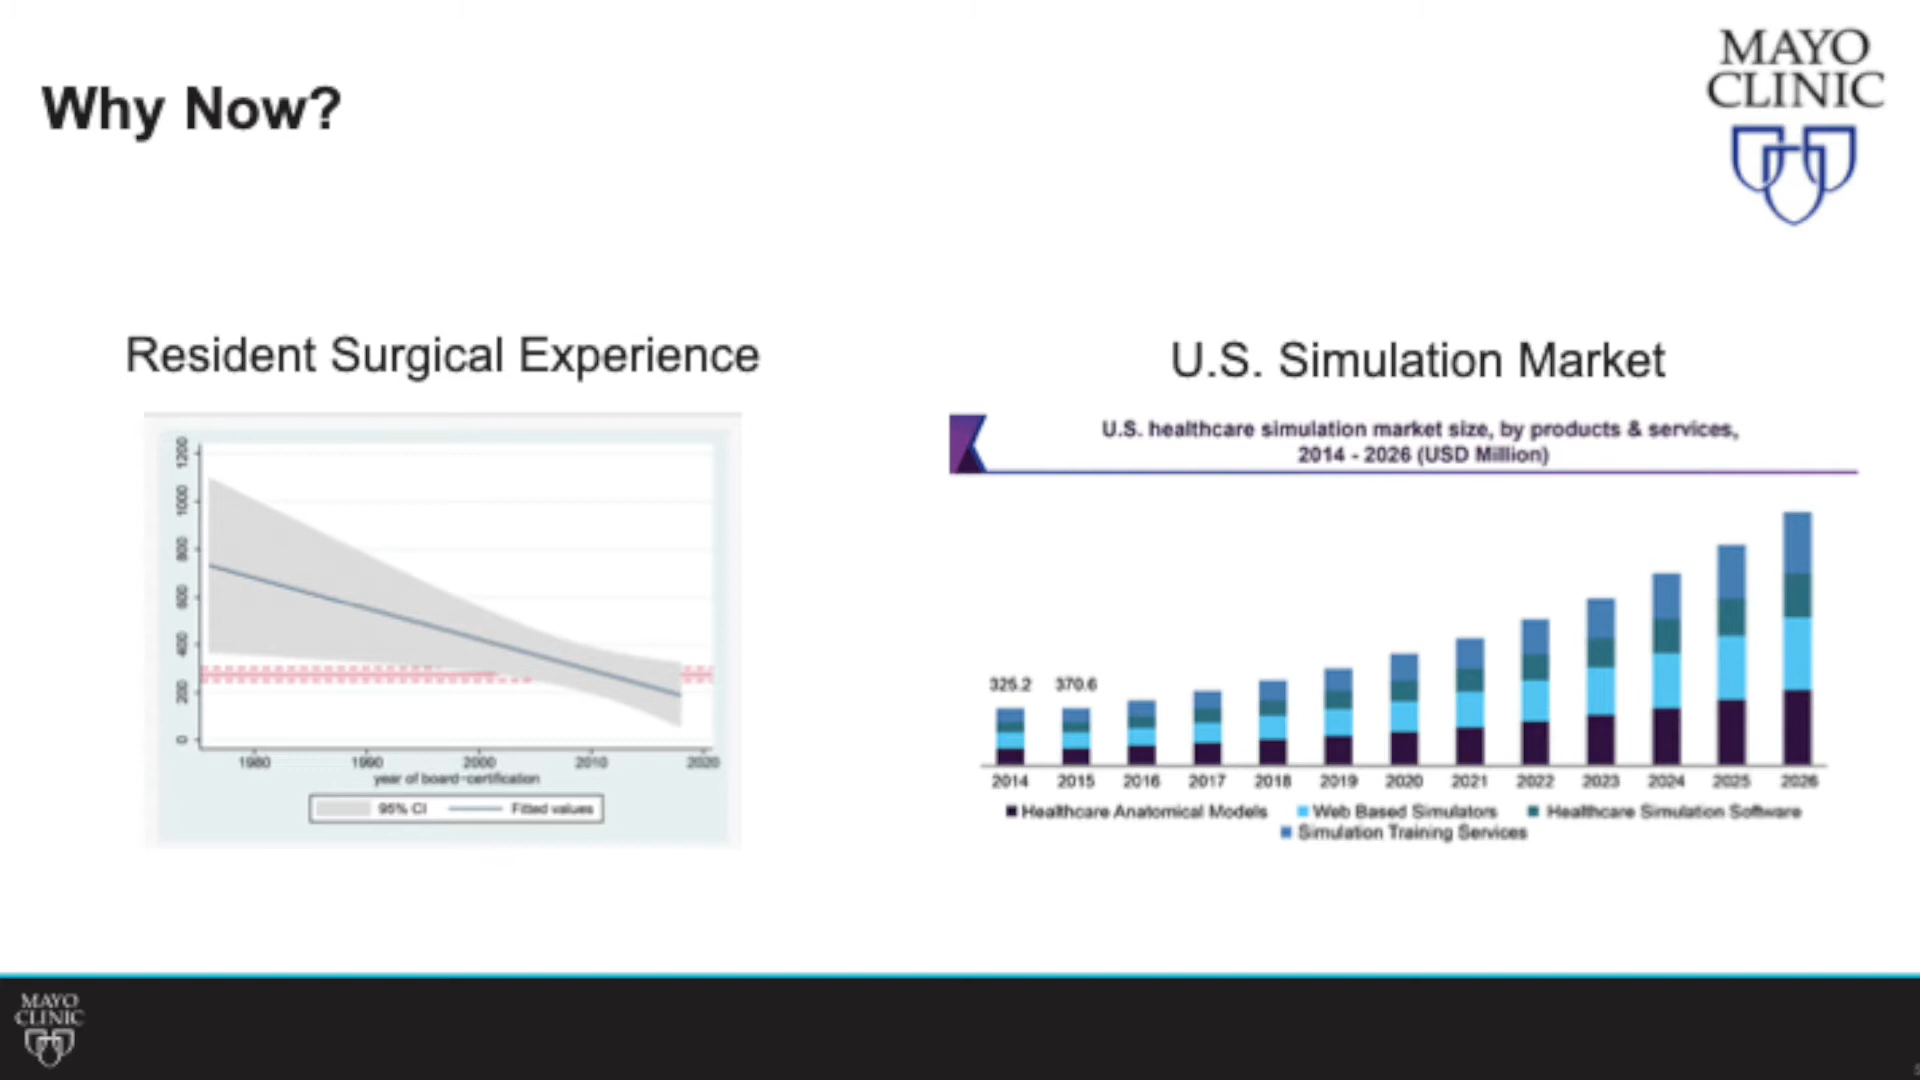 MAYO
CLINIC
Why Now?
Resident Surgical Experience
1200
1000
800
600
400
200
0
1980 1990 2000 2010 2020
year of board-certification
95% CI Fitted values
U.S. Simulation Market
U.S. healthcare simulation market size, by products & services,
2014 - 2026 (USD Million)
325.2 370.6
2014 2015 2016 2017 2018 2019 2020 2021 2022 2023 2024 2025 2026
Healthcare Anatomical Models Web Based Simulators Healthcare Simulation Software
Simulation Training Services
MAYO
CLINIC